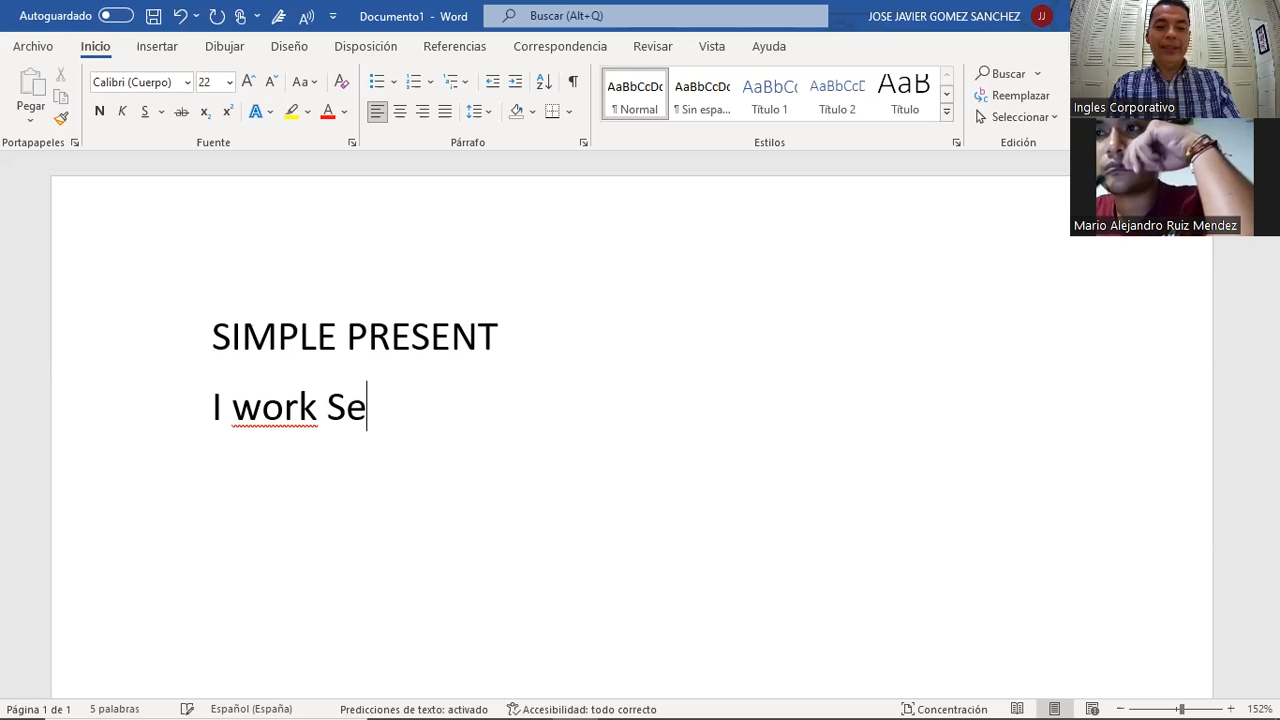 Autoguardado Documento1 Word Buscar (Alt+Q) JOSE JAVIER GOMEZ SANCHEZ JJ
Archivo Inicio Insertar Dibujar Diseño Disposición Referencias Correspondencia Revisar Vista Ayuda
Pegar
Portapapeles
Calibri (Cuerpo) 22
N K S
Fuente
Párrafo
AaBbCcDc AaBbCcDc AaBbCc AaBbCcD AaB
¶ Normal ¶ Sin espa... Título 1 Título 2 Título
Estilos
Buscar
Reemplazar
Seleccionar
Edición
Ingles Corporativo
Mario Alejandro Ruiz Mendez
SIMPLE PRESENT
I work Se
Página 1 de 1 5 palabras Español (España) Predicciones de texto: activado Accesibilidad: todo correcto Concentración 152%